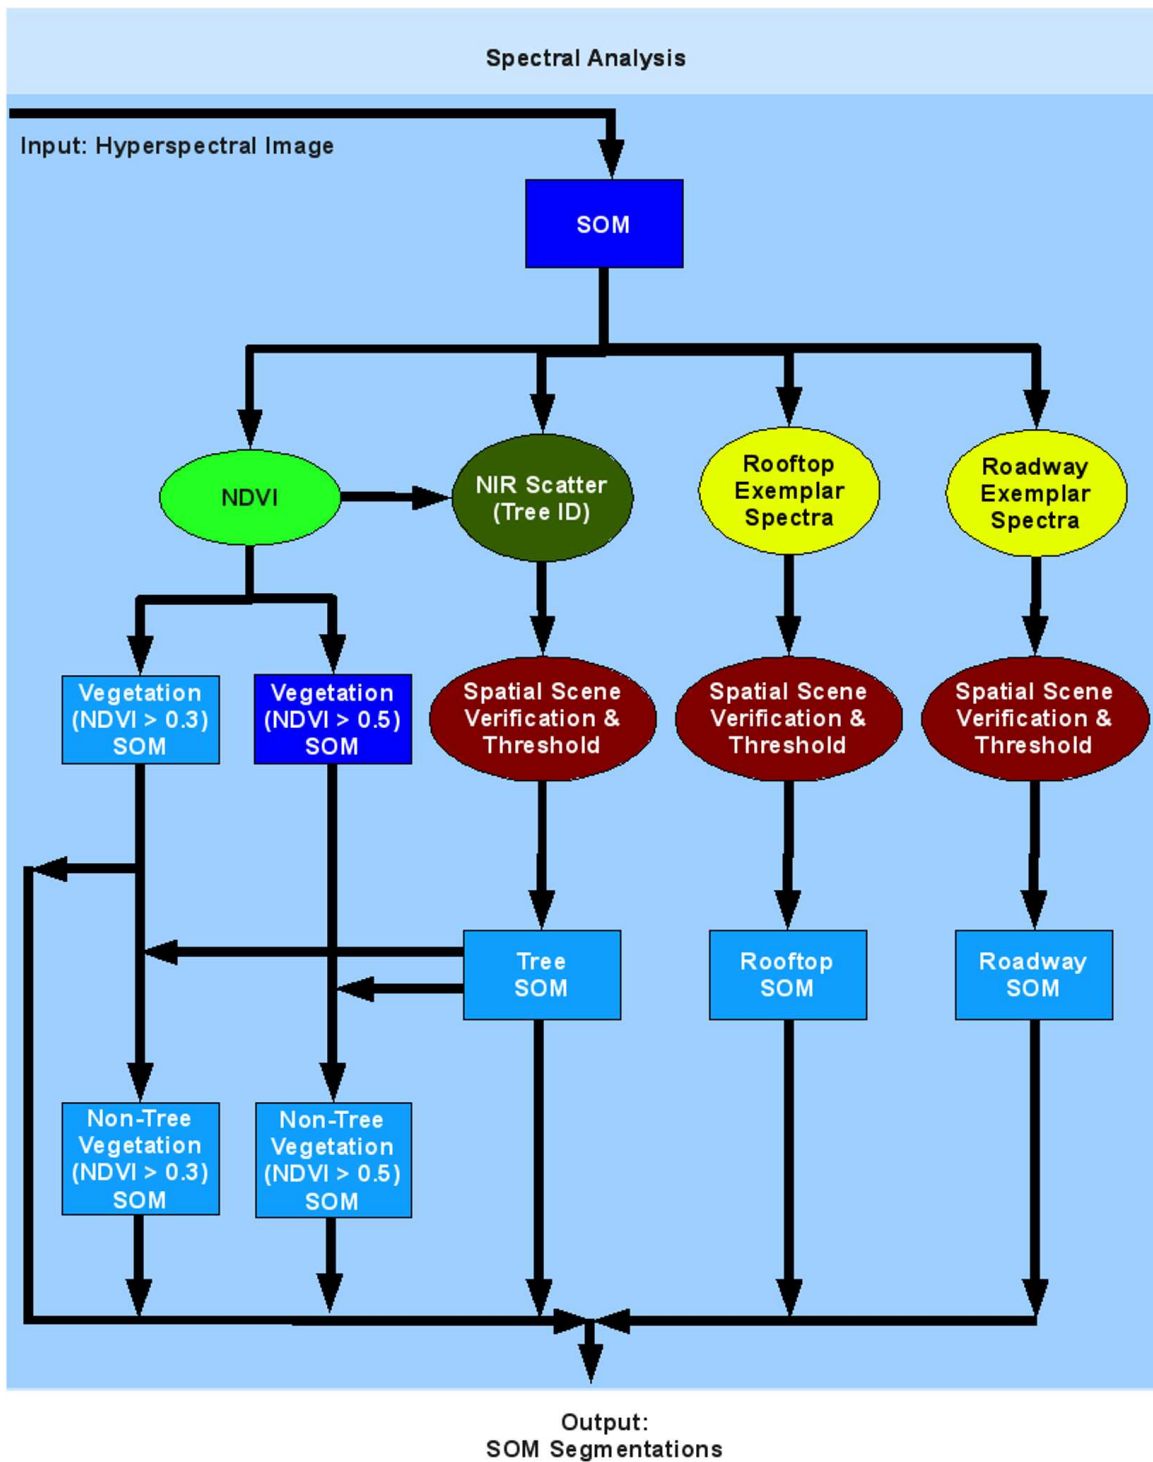 Spectral Analysis
Input: Hyperspectral Image
SOM
NDVI
NIR Scatter
(Tree ID)
Rooftop
Exemplar
Spectra
Roadway
Exemplar
Spectra
Vegetation
(NDVI > 0.3)
SOM
Vegetation
(NDVI > 0.5)
SOM
Spatial Scene
Verification &
Threshold
Spatial Scene
Verification &
Threshold
Spatial Scene
Verification &
Threshold
Tree
SOM
Rooftop
SOM
Roadway
SOM
Non-Tree
Vegetation
(NDVI > 0.3)
SOM
Non-Tree
Vegetation
(NDVI > 0.5)
SOM
Output:
SOM Segmentations